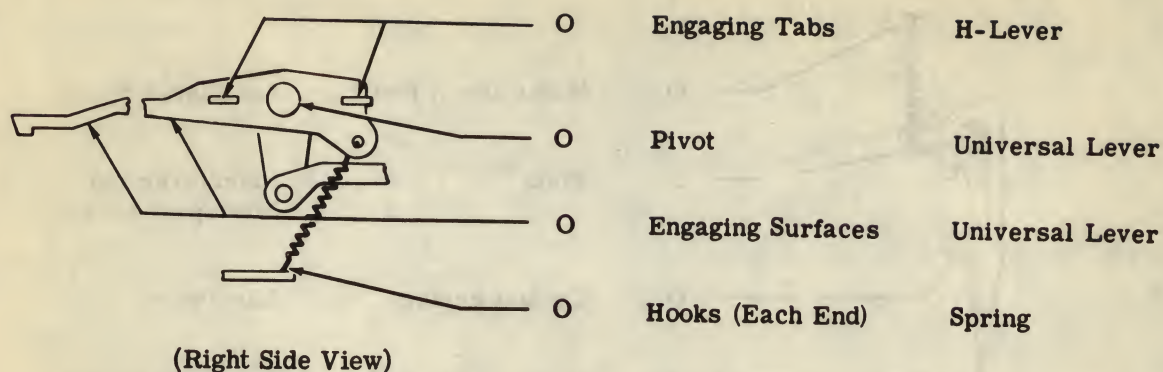 O Engaging Tabs H-Lever
O Pivot Universal Lever
O Engaging Surfaces Universal Lever
O Hooks (Each End) Spring
(Right Side View)